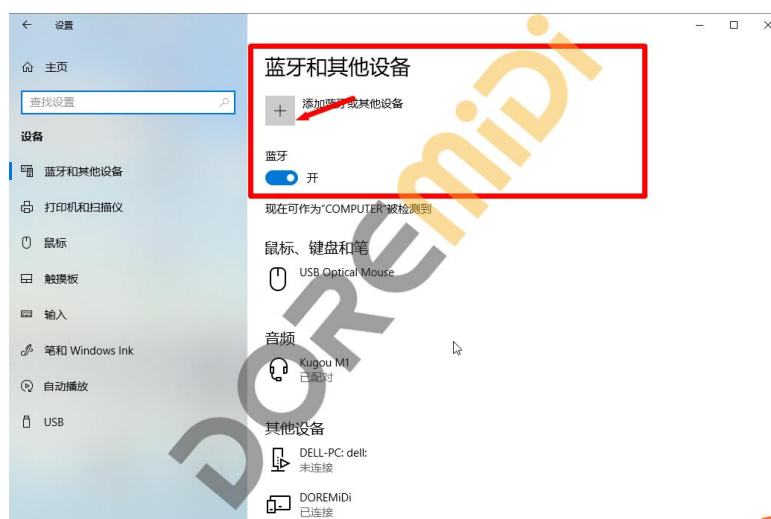 设置
主页
查找设置
设备
蓝牙和其他设备
打印机和扫描仪
鼠标
触摸板
输入
笔和 Windows Ink
自动播放
USB
蓝牙和其他设备
添加蓝牙或其他设备
蓝牙
开
现在可作为"COMPUTER"被检测到
鼠标、键盘和笔
USB Optical Mouse
音频
Kugou M1
已配对
其他设备
DELL-PC: dell:
未连接
DOREMiDi
已连接
DOREMiDi